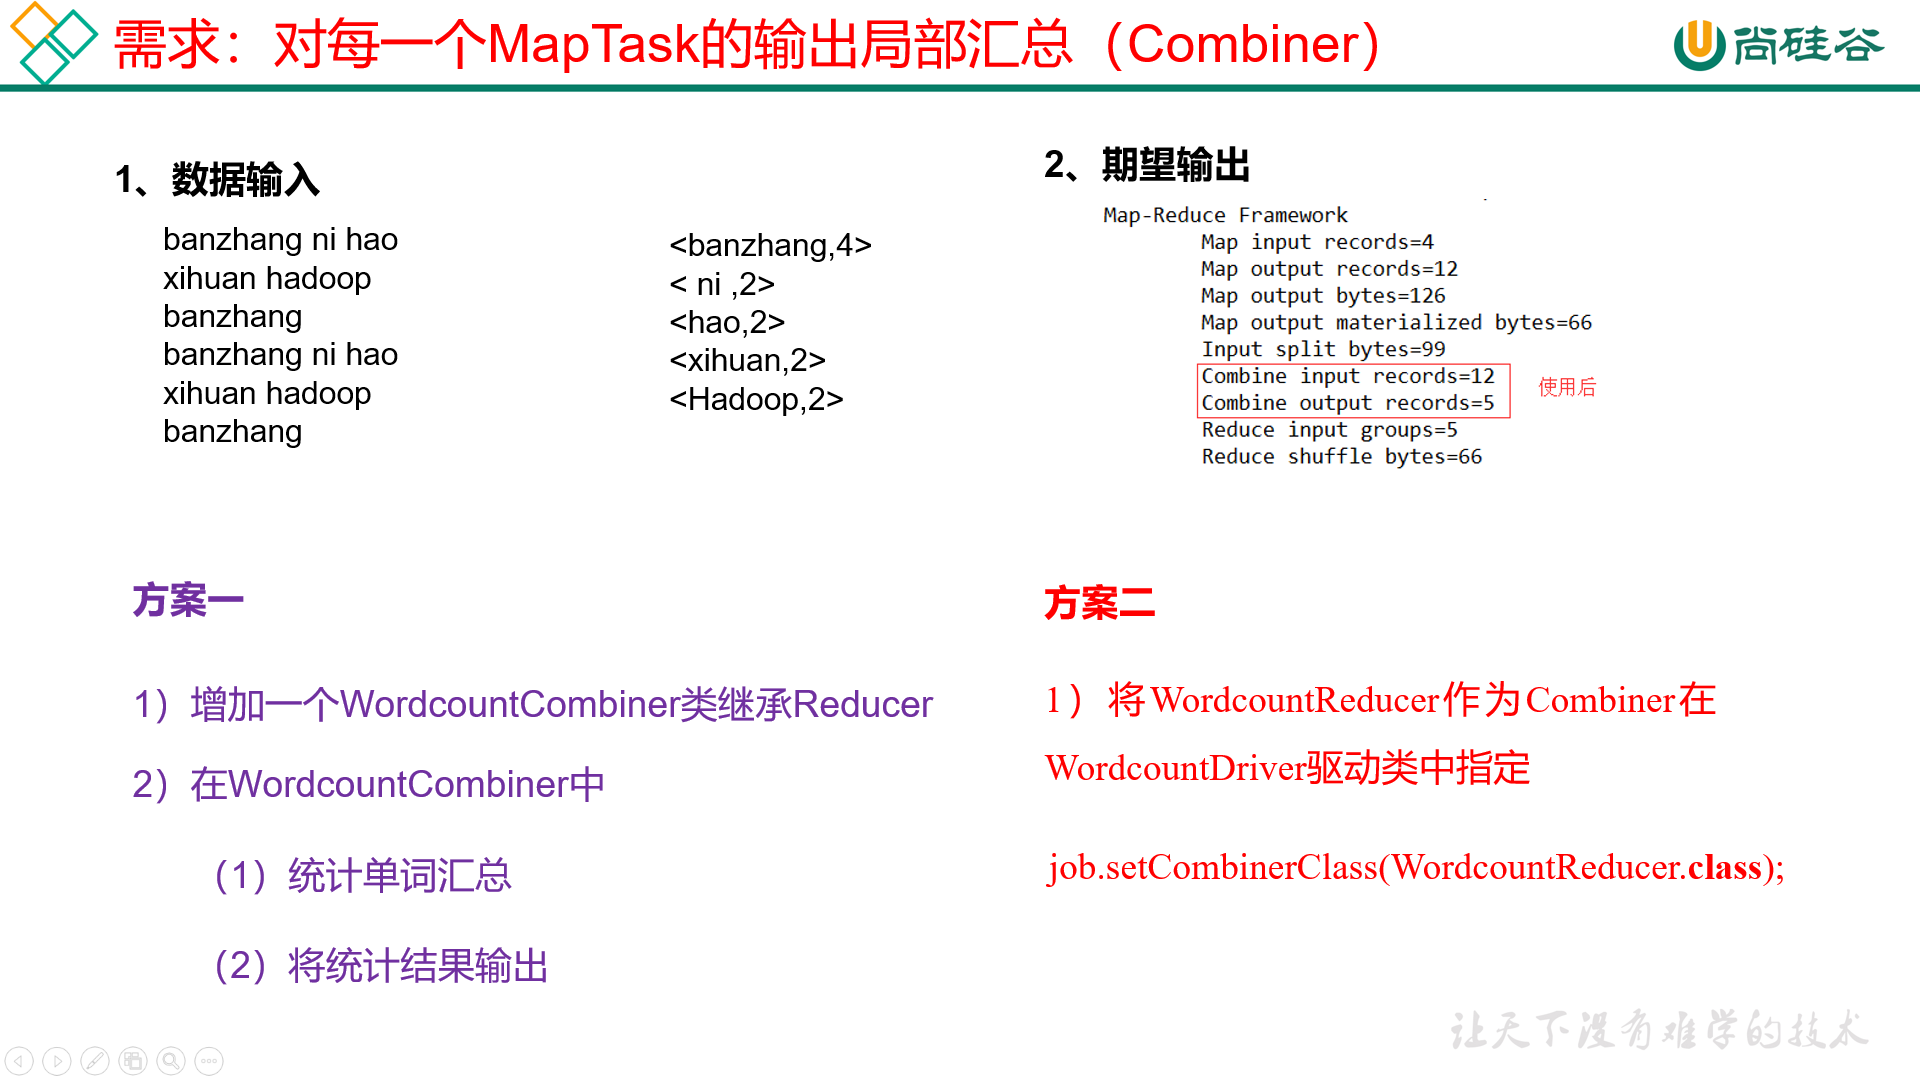 需求：对每一个MapTask的输出局部汇总（Combiner）
尚硅谷
1、数据输入
banzhang ni hao
xihuan hadoop
banzhang
banzhang ni hao
xihuan hadoop
banzhang
<banzhang,4>
< ni ,2>
<hao,2>
<xihuan,2>
<Hadoop,2>
2、期望输出
Map-Reduce Framework
Map input records=4
Map output records=12
Map output bytes=126
Map output materialized bytes=66
Input split bytes=99
Combine input records=12
Combine output records=5
使用后
Reduce input groups=5
Reduce shuffle bytes=66
方案一
1）增加一个WordcountCombiner类继承Reducer
2）在WordcountCombiner中
（1）统计单词汇总
（2）将统计结果输出
方案二
1）将WordcountReducer作为Combiner在
WordcountDriver驱动类中指定
job.setCombinerClass(WordcountReducer.class);
让天下没有难学的技术